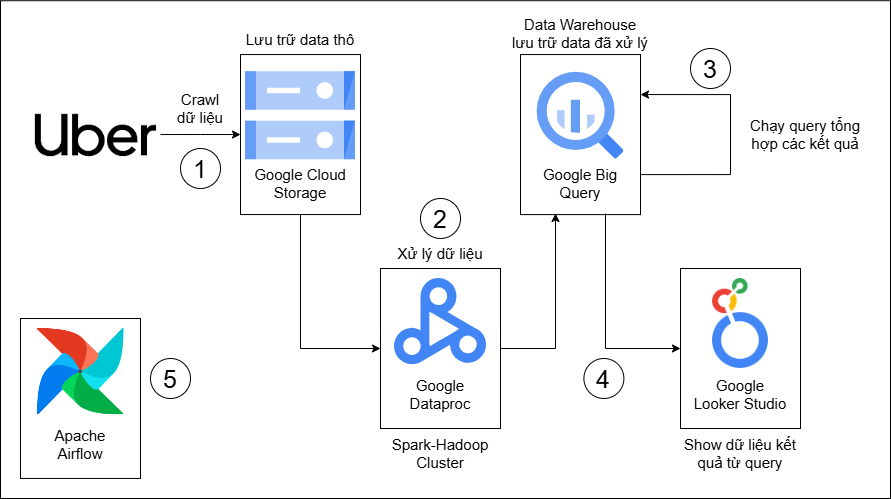 Lưu trữ data thô
Data Warehouse
lưu trữ data đã xử lý
3
Uber
Crawl
dữ liệu
1
Google Cloud
Storage
Google Big
Query
Chạy query tổng
hợp các kết quả
2
Xử lý dữ liệu
Google
Dataproc
Spark-Hadoop
Cluster
4
Google
Looker Studio
Show dữ liệu kết
quả từ query
5
Apache
Airflow